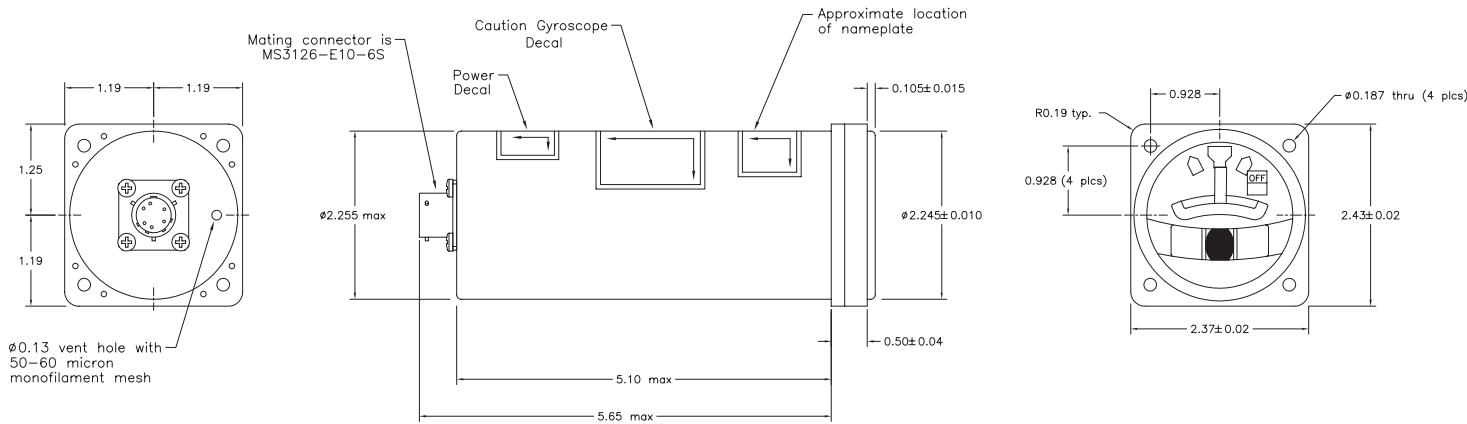 1.19
1.19
1.25
1.19
ø0.13 vent hole with
50–60 micron
monofilament mesh
Mating connector is
MS3126–E10–6S
Power
Decal
Caution Gyroscope
Decal
Approximate location
of nameplate
0.105±0.015
ø2.255 max
ø2.245±0.010
0.50±0.04
5.10 max
5.65 max
0.928
ø0.187 thru (4 plcs)
R0.19 typ.
0.928 (4 plcs)
OFF
2.43±0.02
2.37±0.02